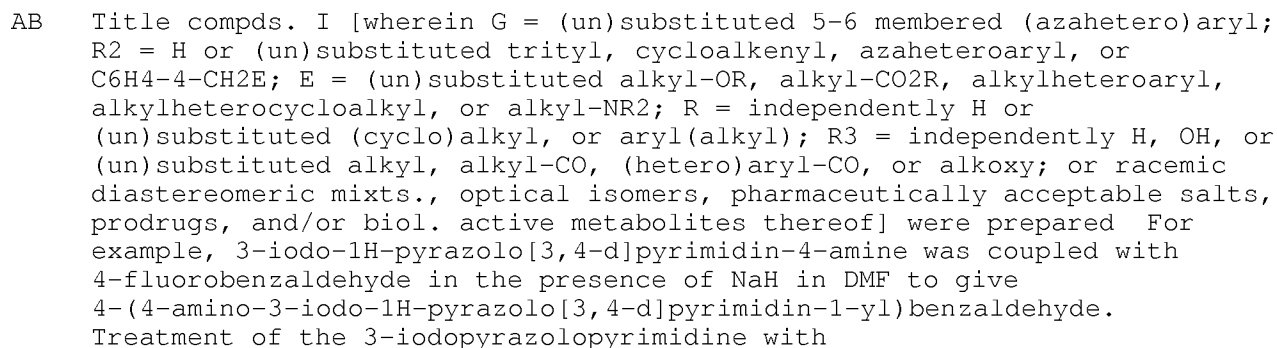 AB Title compds. I [wherein G = (un)substituted 5-6 membered (azahetero)aryl;
R2 = H or (un)substituted trityl, cycloalkenyl, azaheteroaryl, or
C6H4-4-CH2E; E = (un)substituted alkyl-OR, alkyl-CO2R, alkylheteroaryl,
alkylheterocycloalkyl, or alkyl-NR2; R = independently H or
(un)substituted (cyclo)alkyl, or aryl(alkyl); R3 = independently H, OH, or
(un)substituted alkyl, alkyl-CO, (hetero)aryl-CO, or alkoxy; or racemic
diastereomeric mixts., optical isomers, pharmaceutically acceptable salts,
prodrugs, and/or biol. active metabolites thereof] were prepared For
example, 3-iodo-1H-pyrazolo[3,4-d]pyrimidin-4-amine was coupled with
4-fluorobenzaldehyde in the presence of NaH in DMF to give
4-(4-amino-3-iodo-1H-pyrazolo[3,4-d]pyrimidin-1-yl)benzaldehyde.
Treatment of the 3-iodopyrazolopyrimidine with